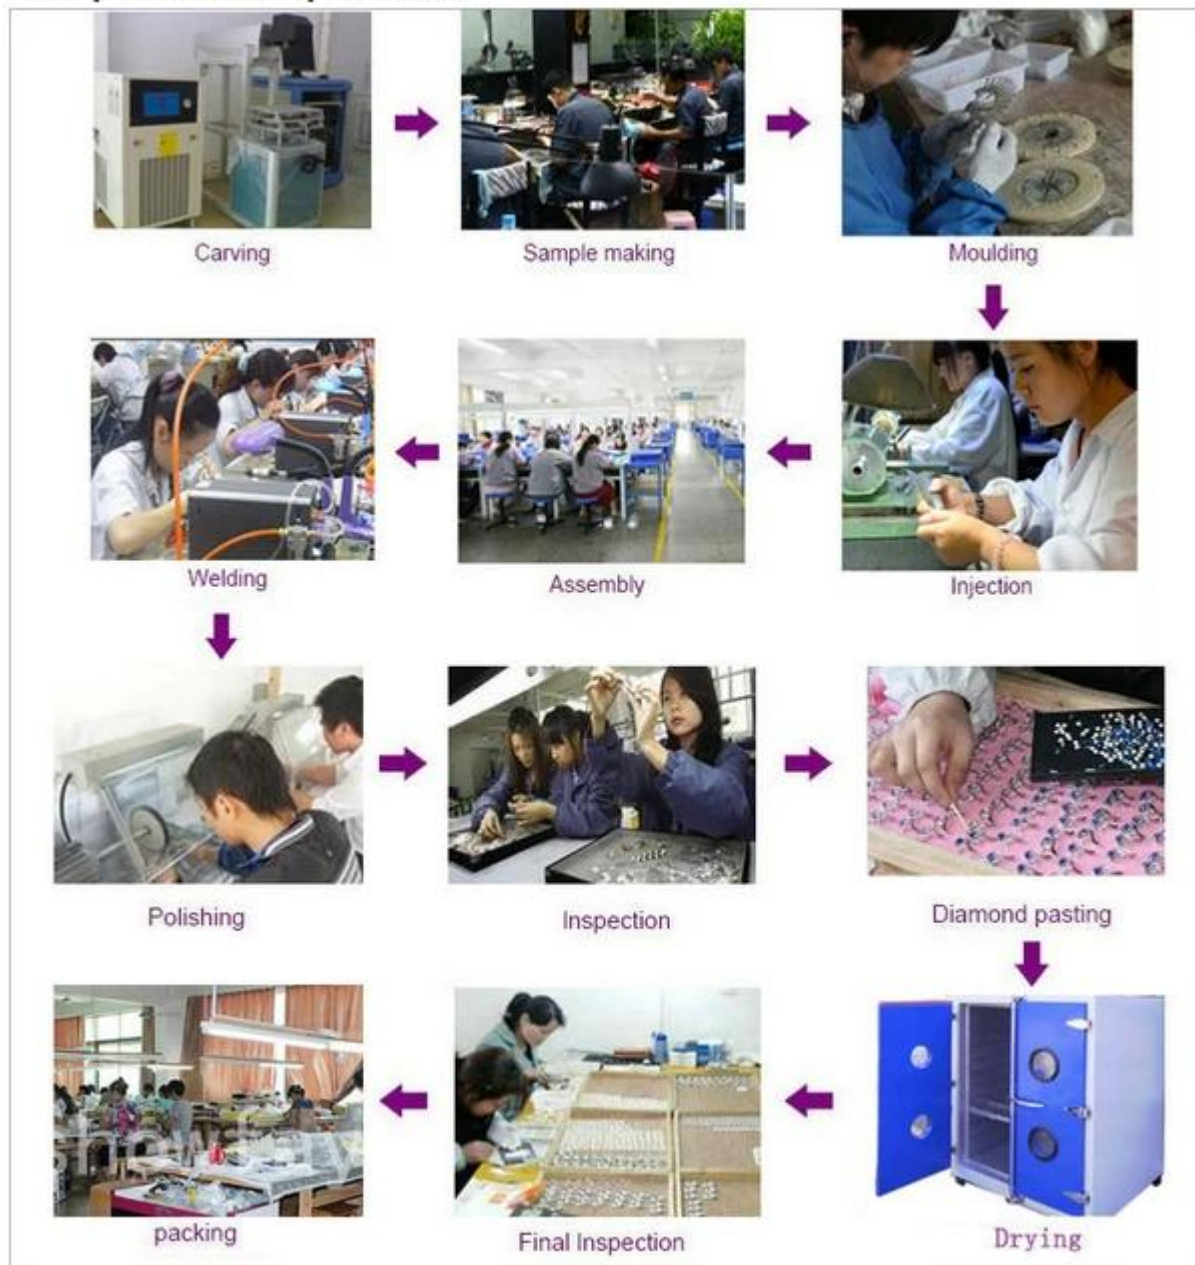 Carving
Sample making
Moulding
Welding
Assembly
Injection
Polishing
Inspection
Diamond pasting
packing
Final Inspection
Drying